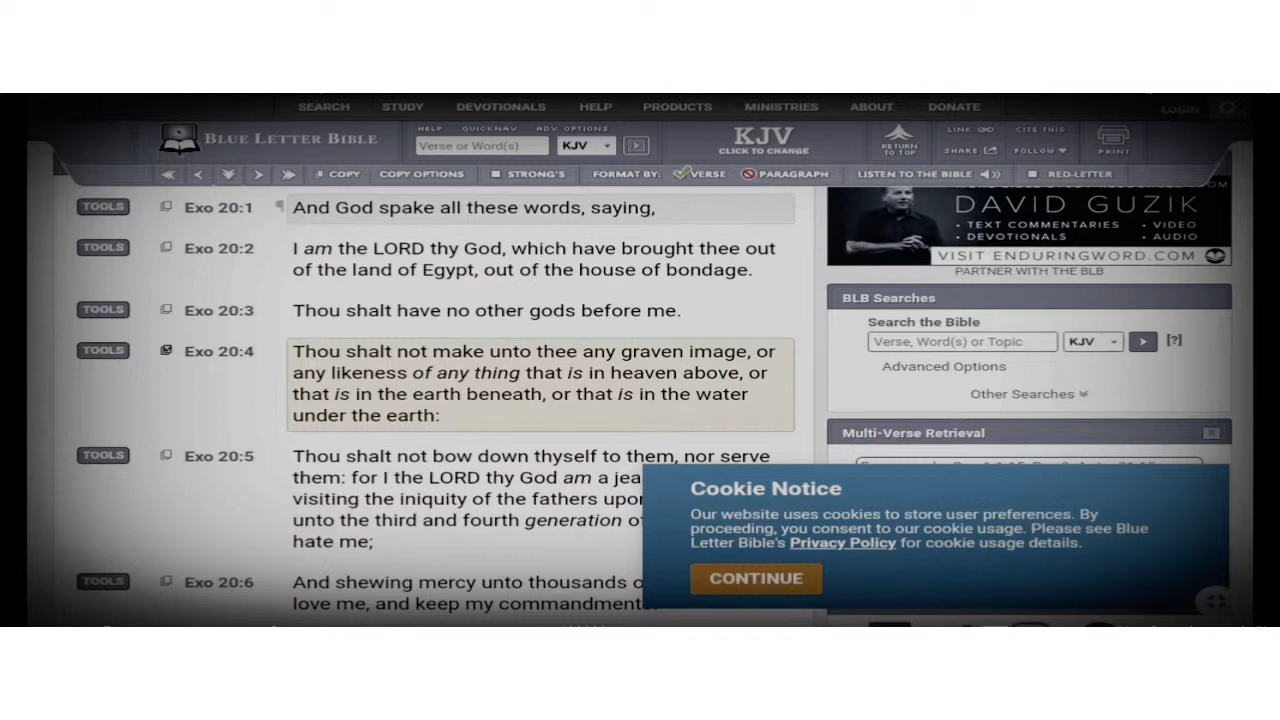 SEARCH STUDY DEVOTIONALS HELP PRODUCTS MINISTRIES ABOUT DONATE LOGIN
BLUE LETTER BIBLE
HELP QUICKNAV ADV. OPTIONS
Verse or Word(s) KJV
KJV
CLICK TO CHANGE
RETURN
TO TOP
LINK CITE THIS
SHARE FOLLOW
PRINT
COPY COPY OPTIONS STRONG'S FORMAT BY: VERSE PARAGRAPH LISTEN TO THE BIBLE RED-LETTER
TOOLS Exo 20:1 ¶ And God spake all these words, saying,
TOOLS Exo 20:2 I am the LORD thy God, which have brought thee out
of the land of Egypt, out of the house of bondage.
TOOLS Exo 20:3 Thou shalt have no other gods before me.
TOOLS Exo 20:4 Thou shalt not make unto thee any graven image, or
any likeness of any thing that is in heaven above, or
that is in the earth beneath, or that is in the water
under the earth:
TOOLS Exo 20:5 Thou shalt not bow down thyself to them, nor serve
them: for I the LORD thy God am a jea
visiting the iniquity of the fathers upo
unto the third and fourth generation o
hate me;
TOOLS Exo 20:6 And shewing mercy unto thousands o
love me, and keep my commandments.
DAVID GUZIK
• TEXT COMMENTARIES • VIDEO
• DEVOTIONALS • AUDIO
VISIT ENDURINGWORD.COM
PARTNER WITH THE BLB
BLB Searches
Search the Bible
Verse, Word(s) or Topic KJV [?]
Advanced Options
Other Searches
Multi-Verse Retrieval x
Cookie Notice
Our website uses cookies to store user preferences. By
proceeding, you consent to our cookie usage. Please see Blue
Letter Bible's Privacy Policy for cookie usage details.
CONTINUE